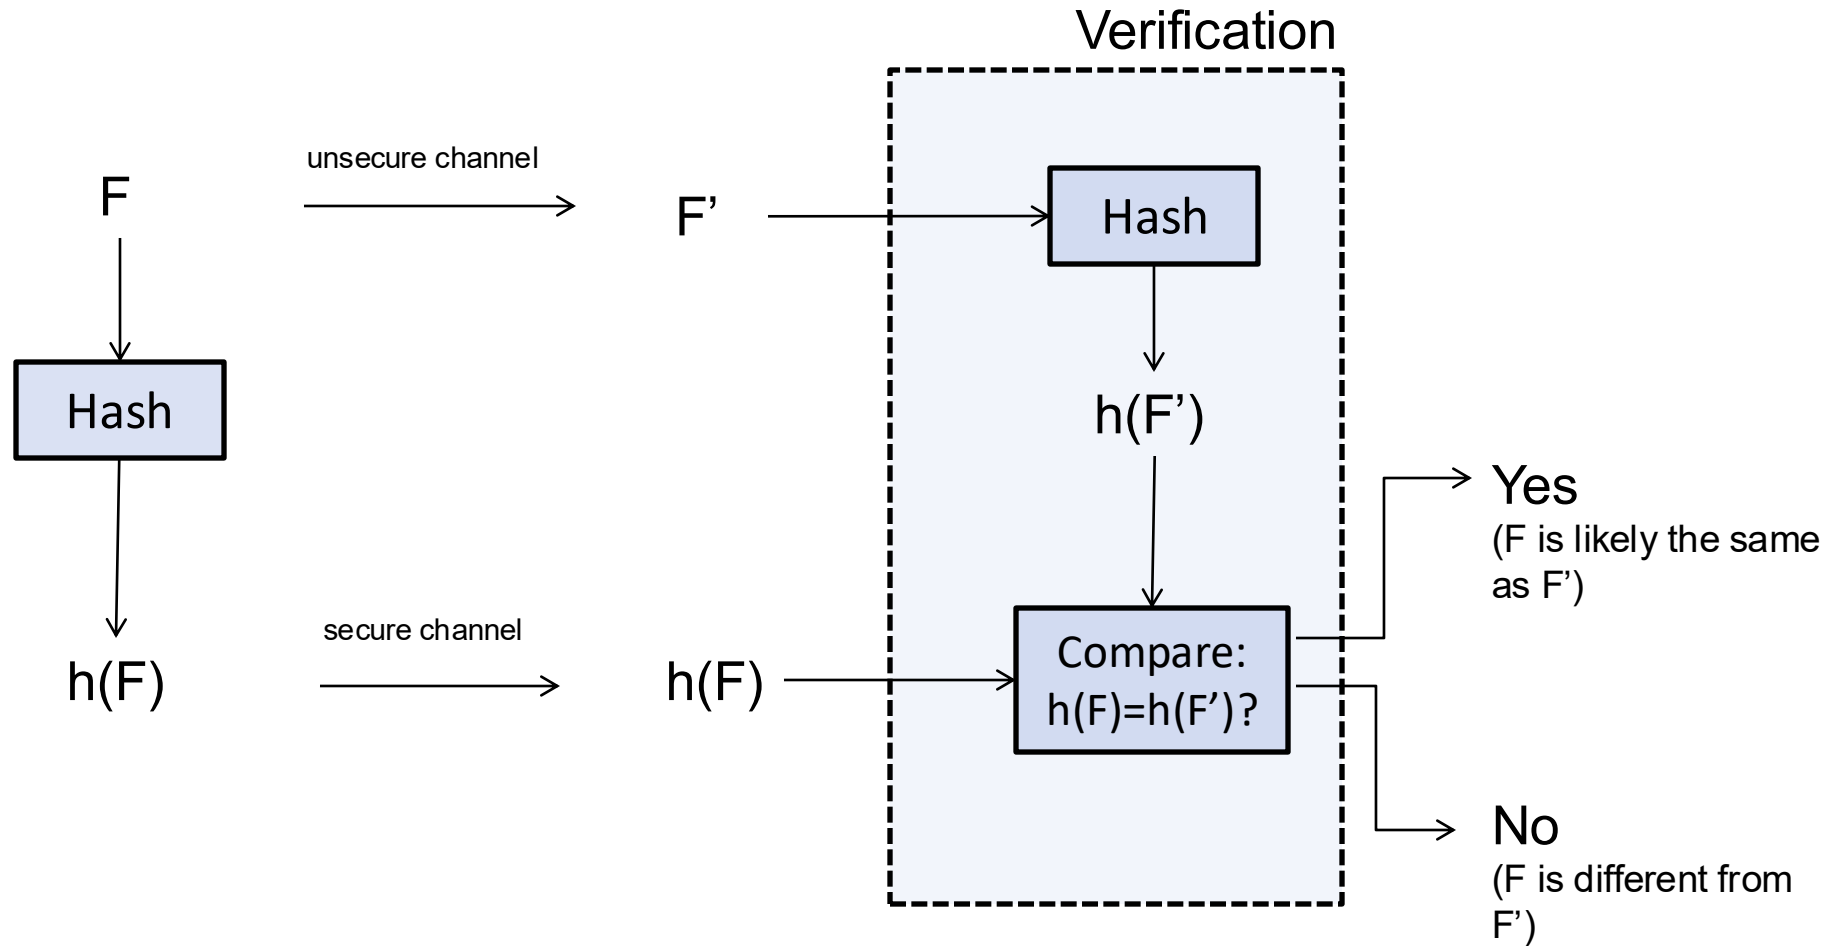 Verification
unsecure channel
F
F’
Hash
Hash
h(F’)
secure channel
h(F)
h(F)
Compare:
h(F)=h(F’)?
Yes
(F is likely the same
as F’)
No
(F is different from
F’)